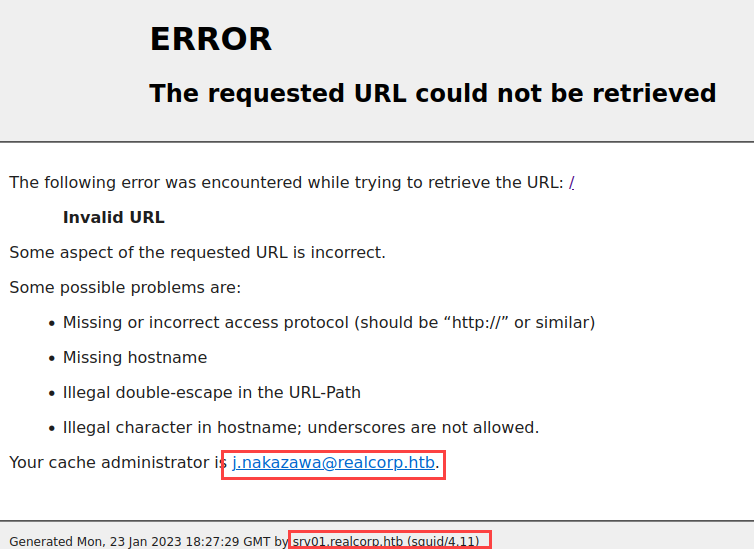 ERROR
The requested URL could not be retrieved
The following error was encountered while trying to retrieve the URL: /
Invalid URL
Some aspect of the requested URL is incorrect.
Some possible problems are:
• Missing or incorrect access protocol (should be “http://” or similar)
• Missing hostname
• Illegal double-escape in the URL-Path
• Illegal character in hostname; underscores are not allowed.
Your cache administrator is j.nakazawa@realcorp.htb.
Generated Mon, 23 Jan 2023 18:27:29 GMT by srv01.realcorp.htb (squid/4.11)